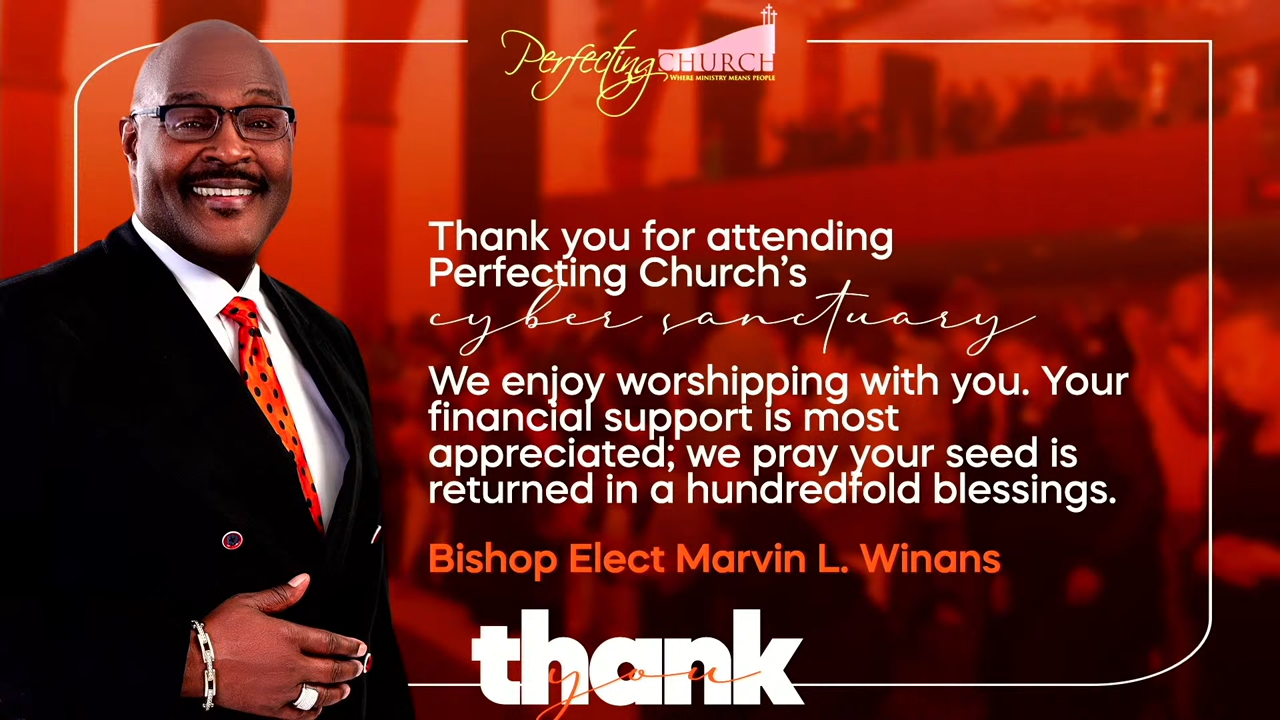 Perfecting CHURCH
WHERE MINISTRY MEANS PEOPLE
Thank you for attending
Perfecting Church's
cyber sanctuary
We enjoy worshipping with you. Your
financial support is most
appreciated; we pray your seed is
returned in a hundredfold blessings.
Bishop Elect Marvin L. Winans
thank
you